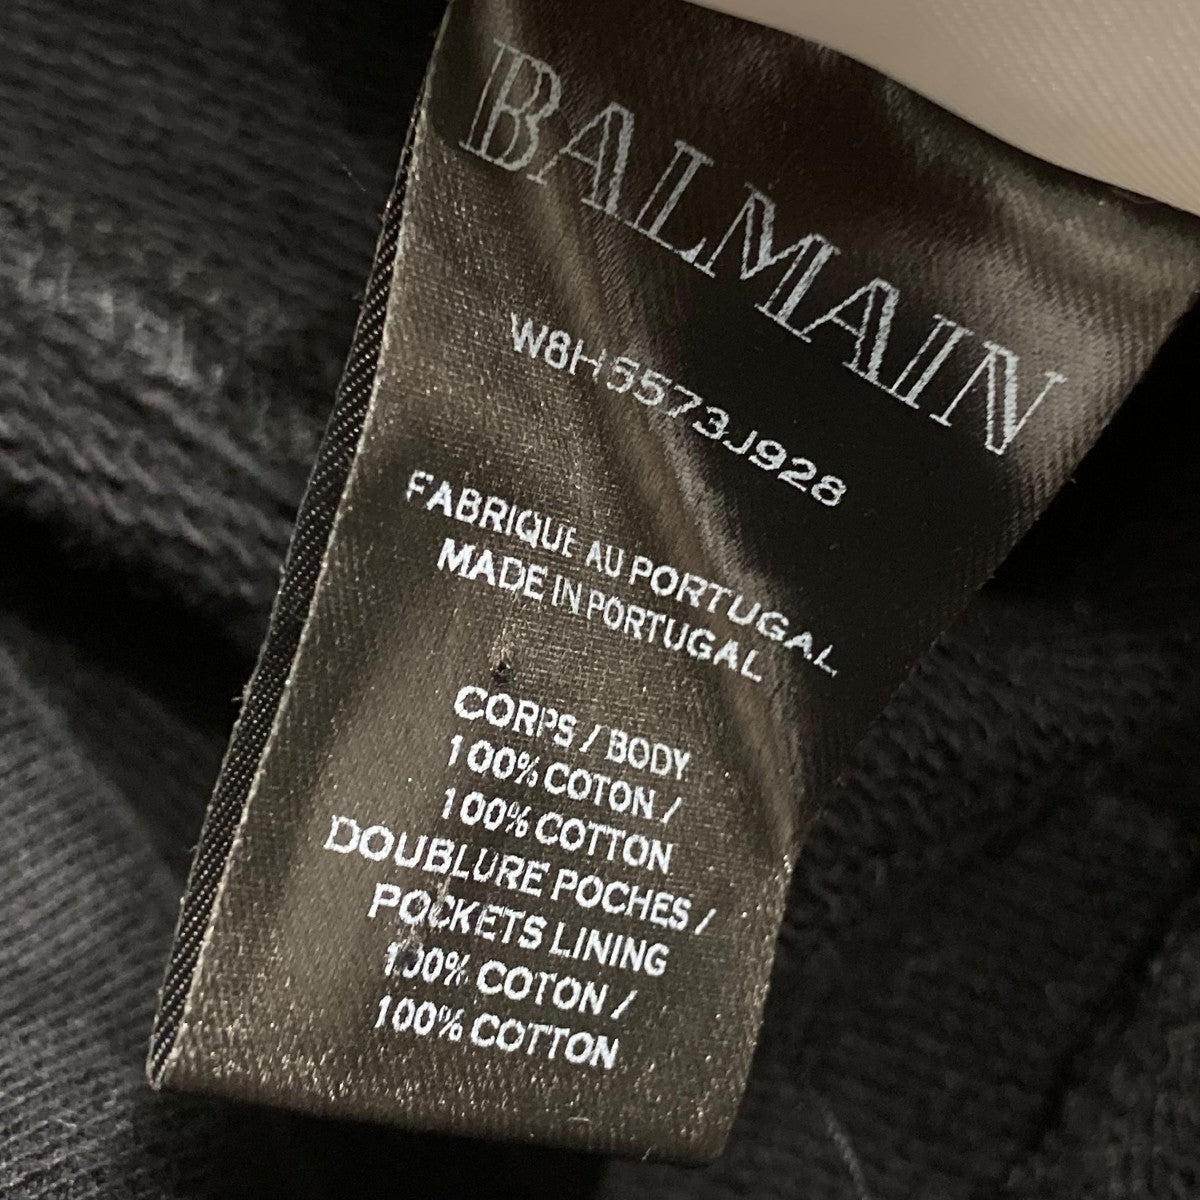 BALMAIN
W8H5573J928
FABRIQUE AU PORTUGAL
MADE IN PORTUGAL
CORPS / BODY
100% COTON /
100% COTTON
DOUBLURE POCHES /
POCKETS LINING
100% COTON /
100% COTTON